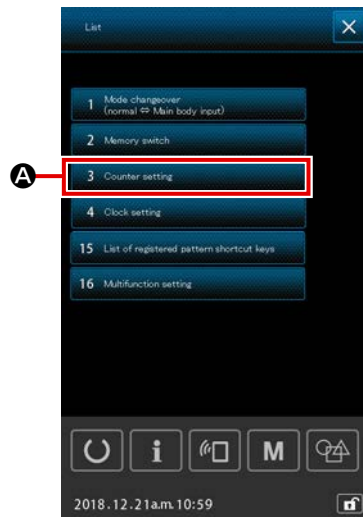 List
1 Mode changeover
(normal ⇔ Main body input)
2 Memory switch
A
3 Counter setting
4 Clock setting
15 List of registered pattern shortcut keys
16 Multifunction setting
i
M
2018.12.21a.m.10:59